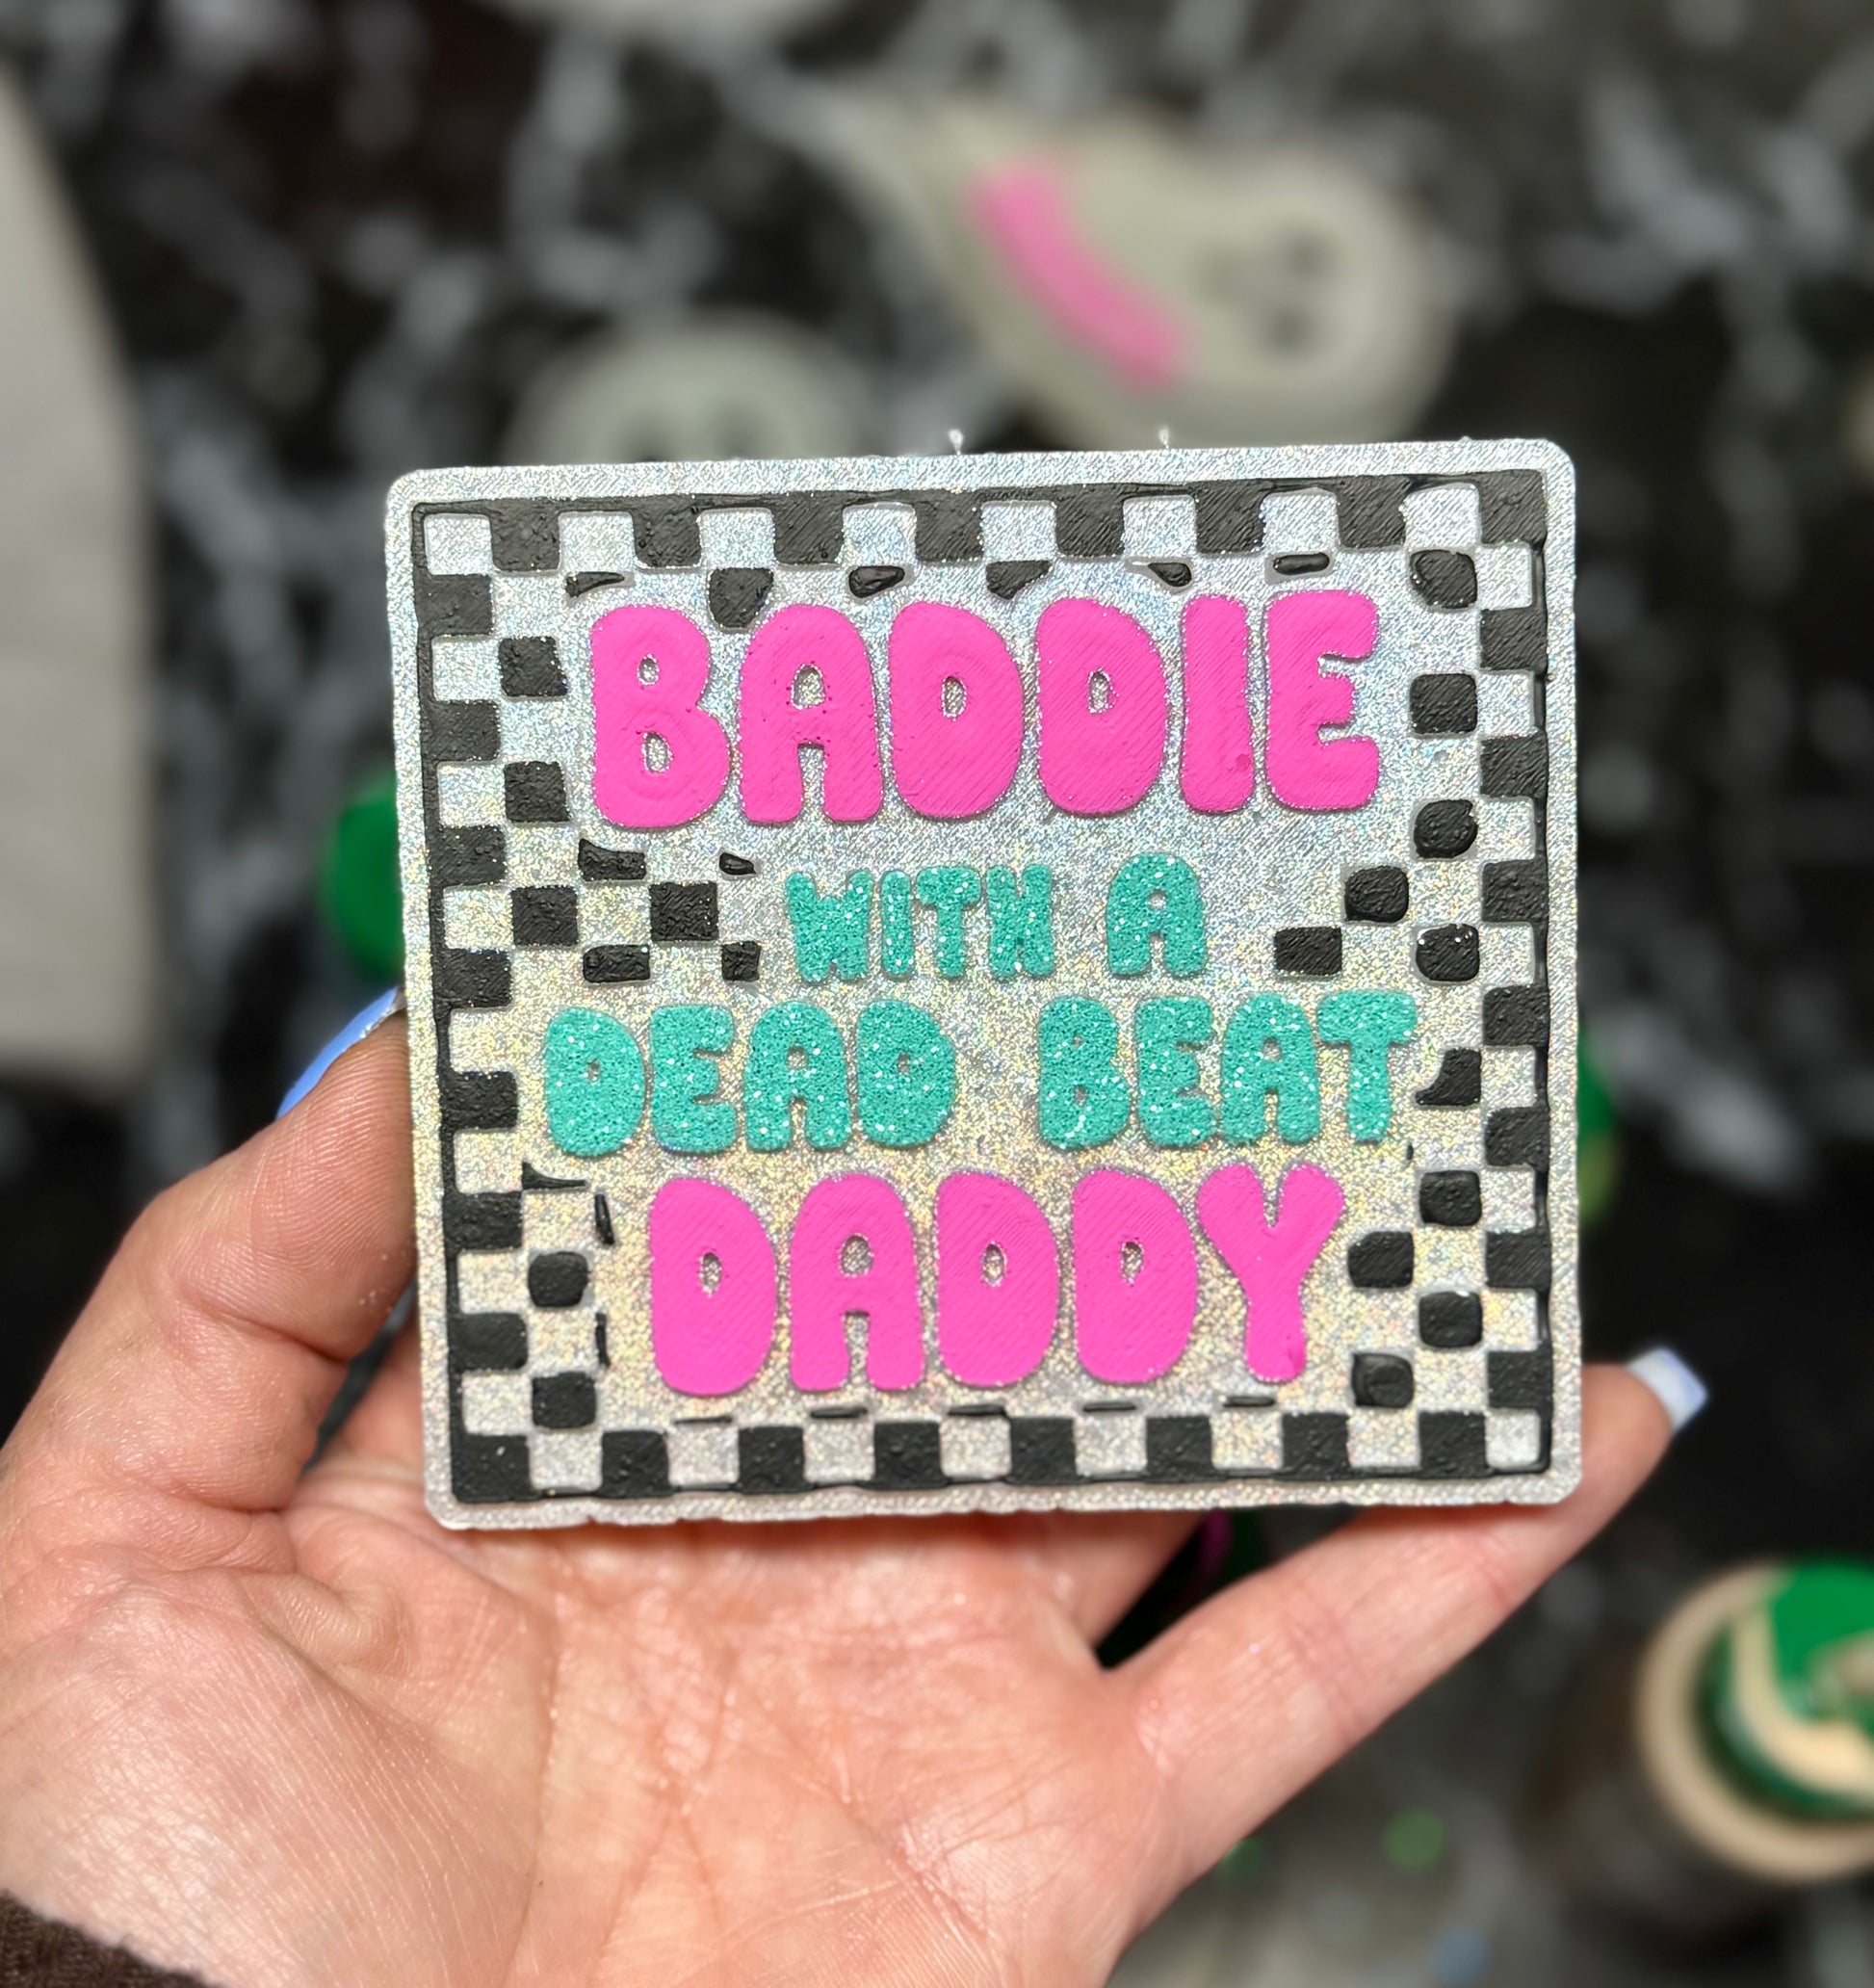 BADDIE
WITH A
DEAD BEAT
DADDY